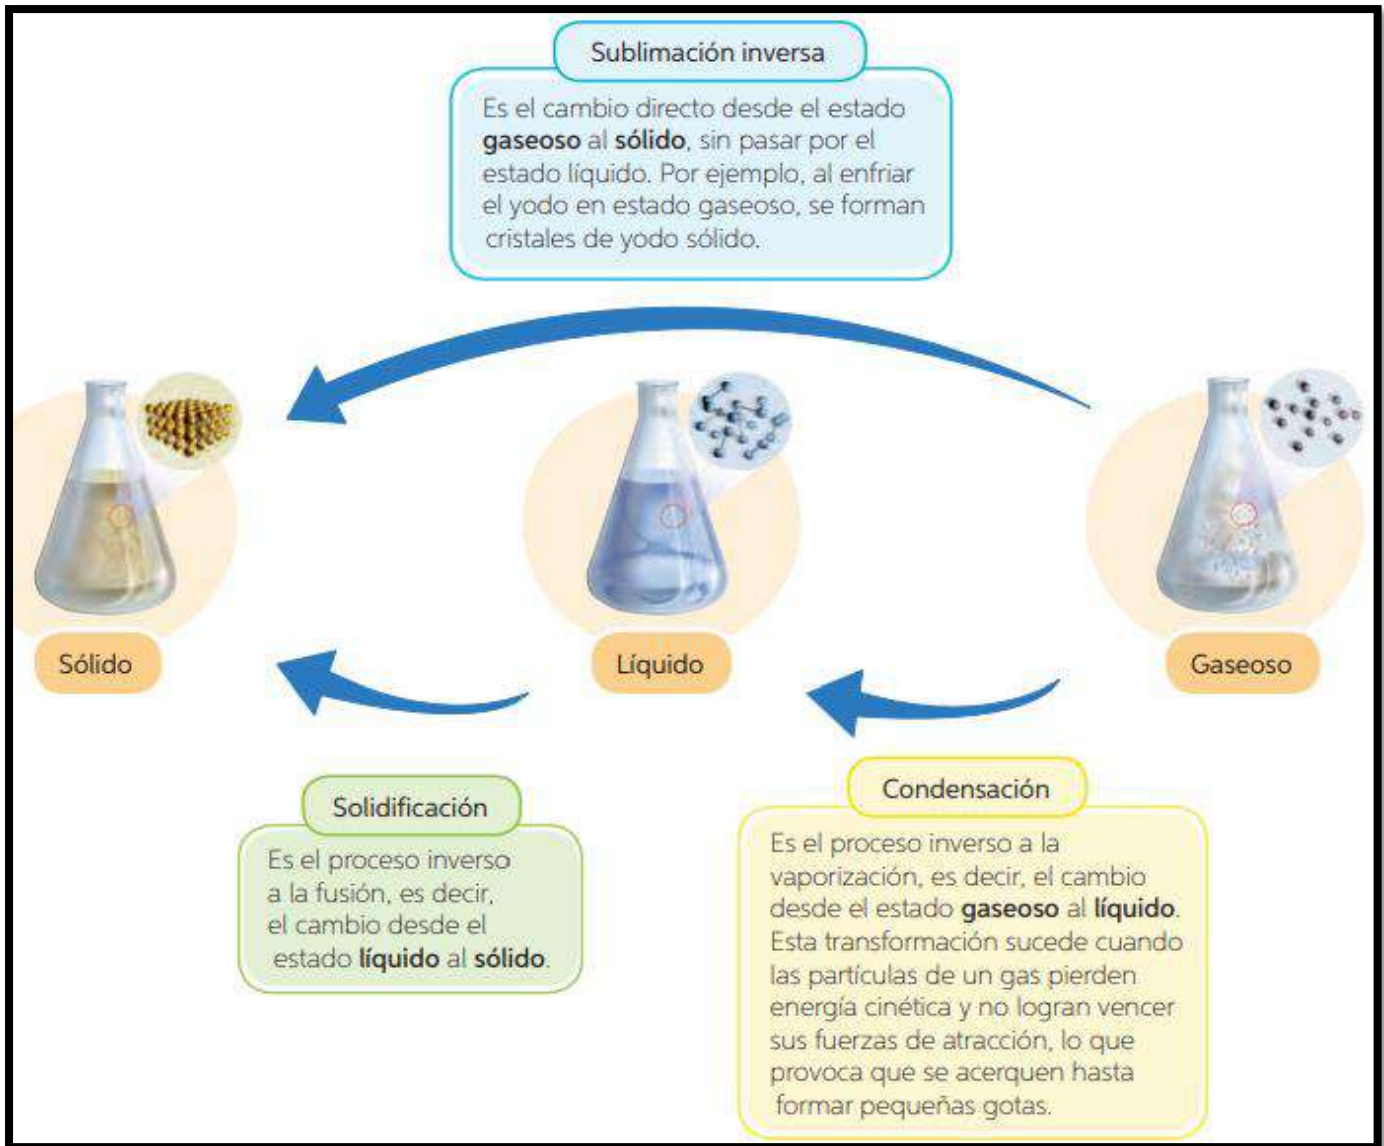 Sublimación inversa
Es el cambio directo desde el estado
gaseoso al sólido, sin pasar por el
estado líquido. Por ejemplo, al enfriar
el yodo en estado gaseoso, se forman
cristales de yodo sólido.
Sólido
Líquido
Gaseoso
Solidificación
Es el proceso inverso
a la fusión, es decir,
el cambio desde el
estado líquido al sólido.
Condensación
Es el proceso inverso a la
vaporización, es decir, el cambio
desde el estado gaseoso al líquido.
Esta transformación sucede cuando
las partículas de un gas pierden
energía cinética y no logran vencer
sus fuerzas de atracción, lo que
provoca que se acerquen hasta
formar pequeñas gotas.